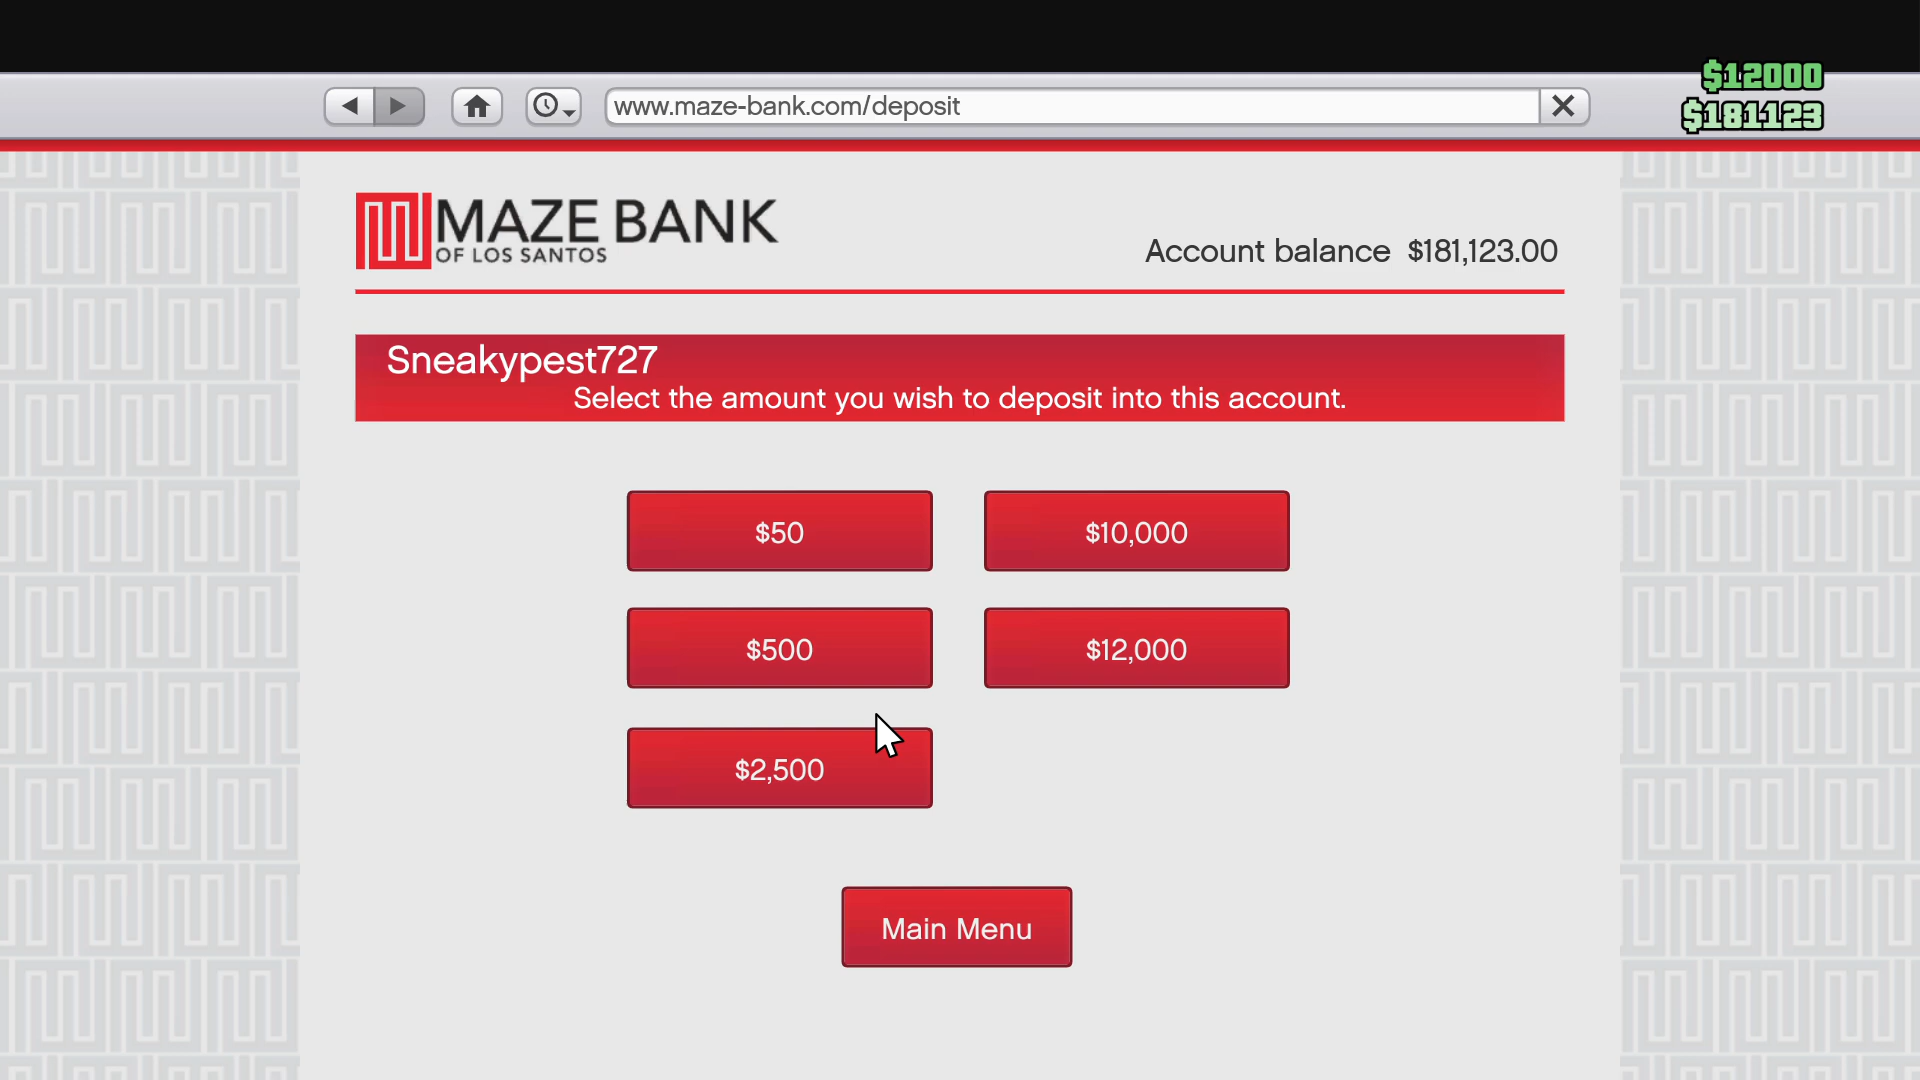 $12000
www.maze-bank.com/deposit
$181123
MAZE BANK
OF LOS SANTOS
Account balance $181,123.00
Sneakypest727
Select the amount you wish to deposit into this account.
$50
$10,000
$500
$12,000
$2,500
Main Menu